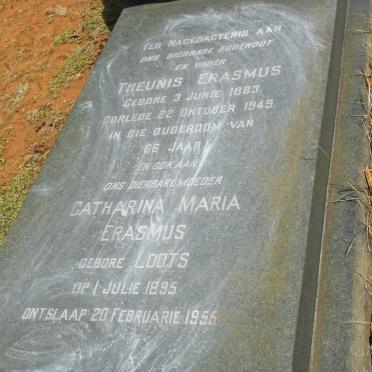 TER NAGEDAGTENIS AAN
ONS DIERBARE EGGENOOT
EN VADER
THEUNIS ERASMUS
GEBORE 3 JUNIE 1883,
OORLEDE 22 OKTOBER 1949.
IN DIE OUDERDOM VAN
66 JAAR.
EN OOK AAN
ONS DIERBARE MOEDER
CATHARINA MARIA
ERASMUS
GEBORE LOOTS
OP 1 JULIE 1895
ONTSLAAP 20 FEBRUARIE 1955